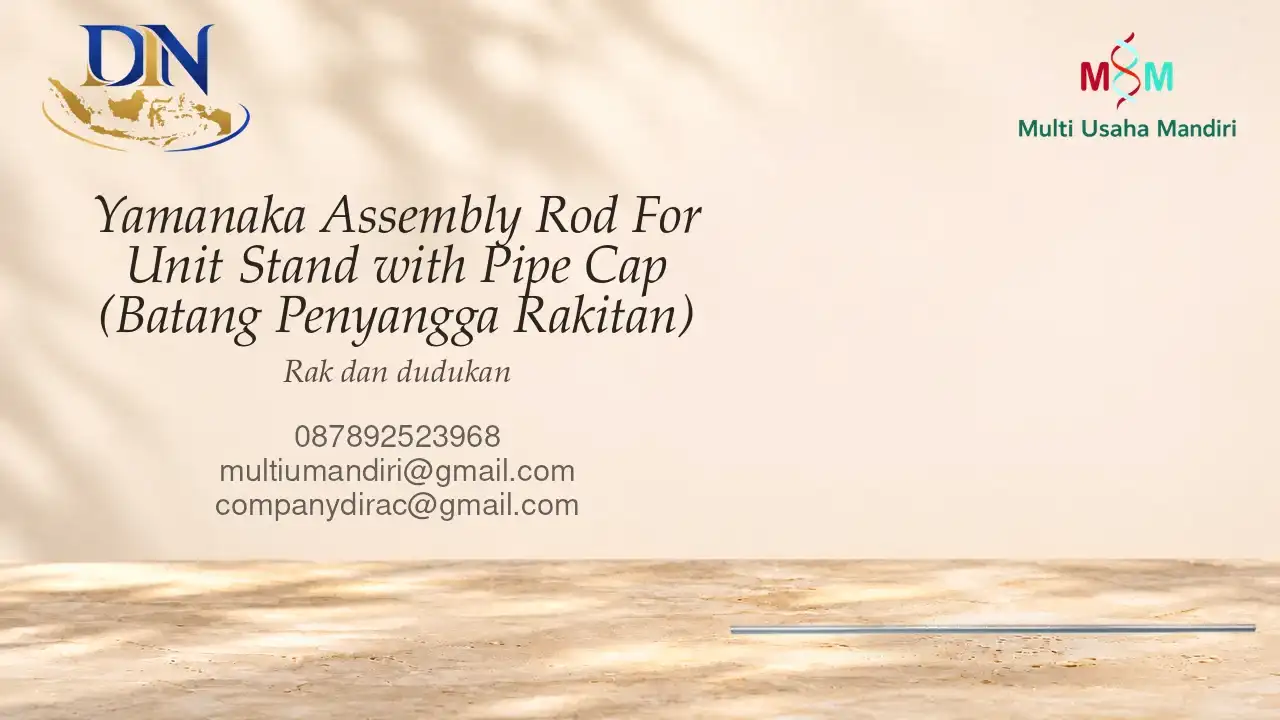 DN
M M
Multi Usaha Mandiri
Yamanaka Assembly Rod For
Unit Stand with Pipe Cap
(Batang Penyangga Rakitan)
Rak dan dudukan
087892523968
multiumandiri@gmail.com
companydirac@gmail.com